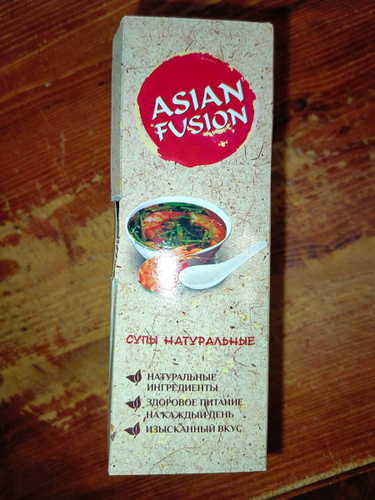 ASIAN
FUSION
СУПЫ НАТУРАЛЬНЫЕ
НАТУРАЛЬНЫЕ
ИНГРЕДИЕНТЫ
ЗДОРОВОЕ ПИТАНИЕ
НА КАЖДЫЙ ДЕНЬ
ИЗЫСКАННЫЙ ВКУС